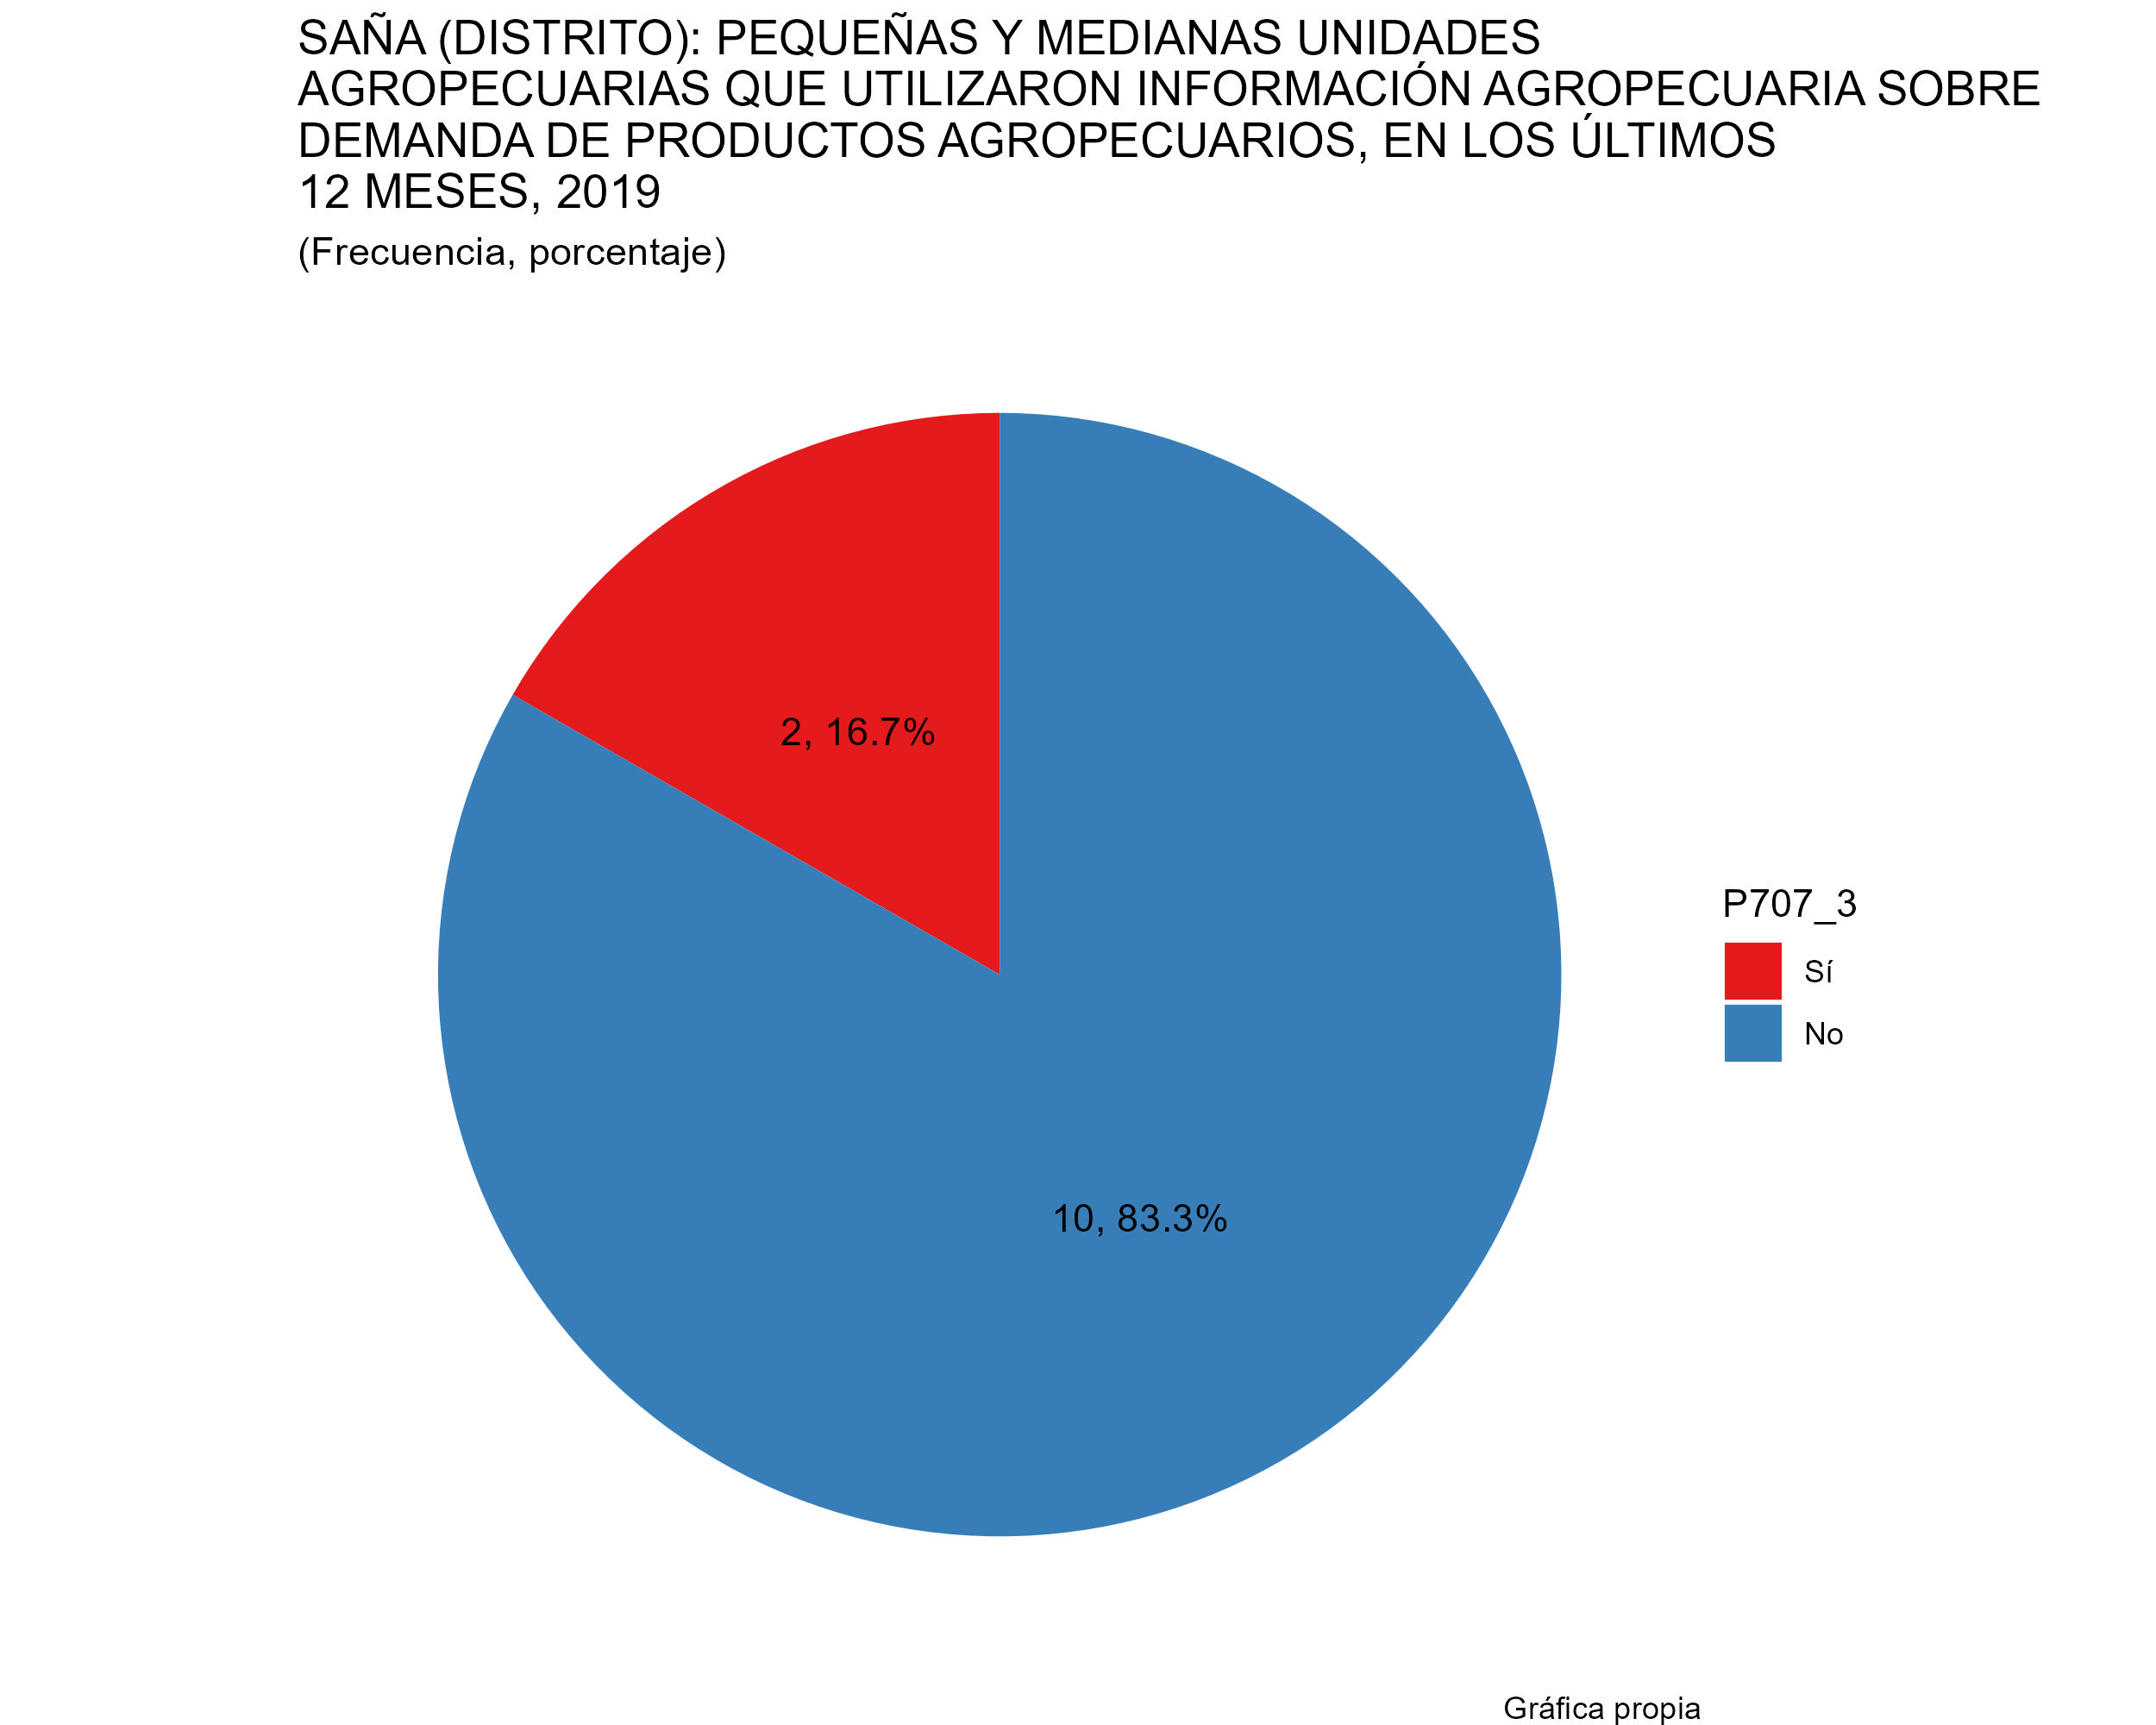 SAÑA (DISTRITO): PEQUEÑAS Y MEDIANAS UNIDADES
AGROPECUARIAS QUE UTILIZARON INFORMACIÓN AGROPECUARIA SOBRE
DEMANDA DE PRODUCTOS AGROPECUARIOS, EN LOS ÚLTIMOS
12 MESES, 2019
(Frecuencia, porcentaje)
2, 16.7%
10, 83.3%
P707_3
Sí
No
Gráfica propia